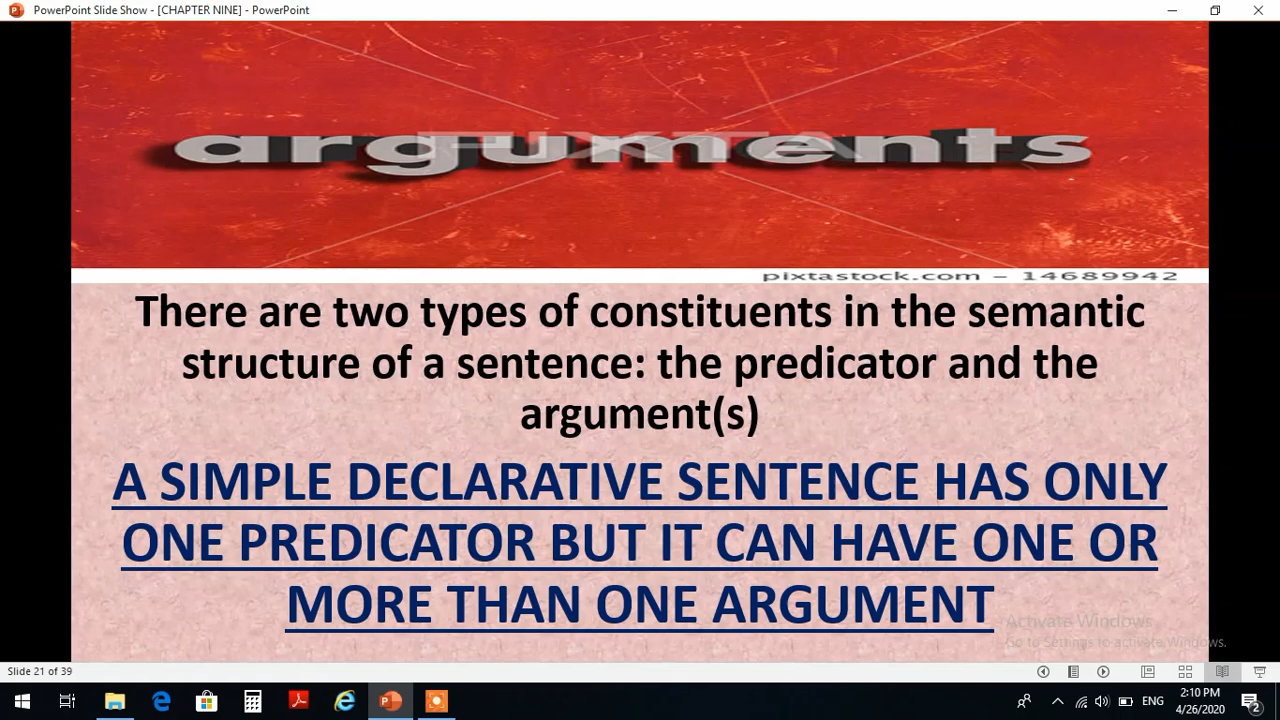 PowerPoint Slide Show - [CHAPTER NINE] - PowerPoint
arguments
PIXTA
pixtastock.com - 14689942
There are two types of constituents in the semantic
structure of a sentence: the predicator and the
argument(s)
A SIMPLE DECLARATIVE SENTENCE HAS ONLY
ONE PREDICATOR BUT IT CAN HAVE ONE OR
MORE THAN ONE ARGUMENT
Activate Windows
Go to Settings to activate Windows.
Slide 21 of 39
ENG
2:10 PM
4/26/2020
2